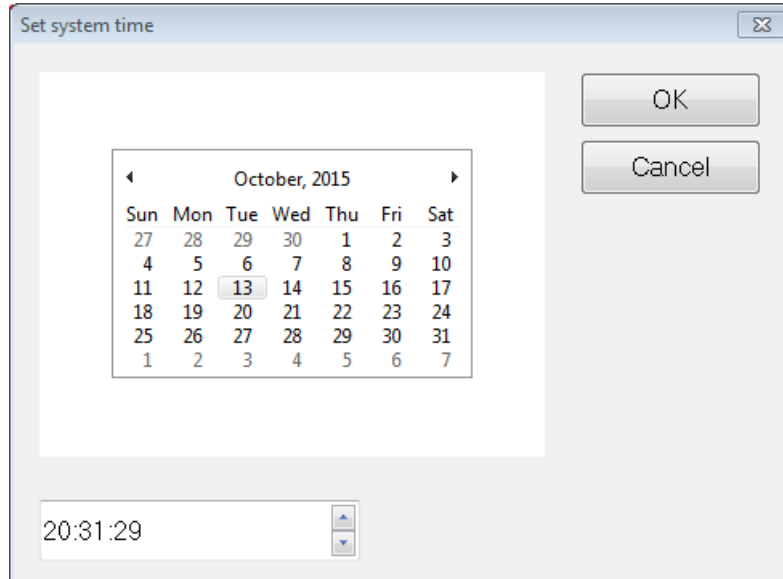 Set system time
OK
Cancel
October, 2015
Sun Mon Tue Wed Thu Fri Sat
27 28 29 30 1 2 3
4 5 6 7 8 9 10
11 12 13 14 15 16 17
18 19 20 21 22 23 24
25 26 27 28 29 30 31
1 2 3 4 5 6 7
20:31:29